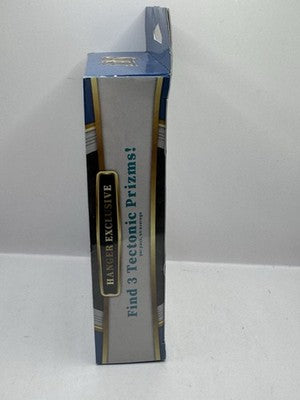 HANGER EXCLUSIVE
Find 3 Tectonic Prizms!